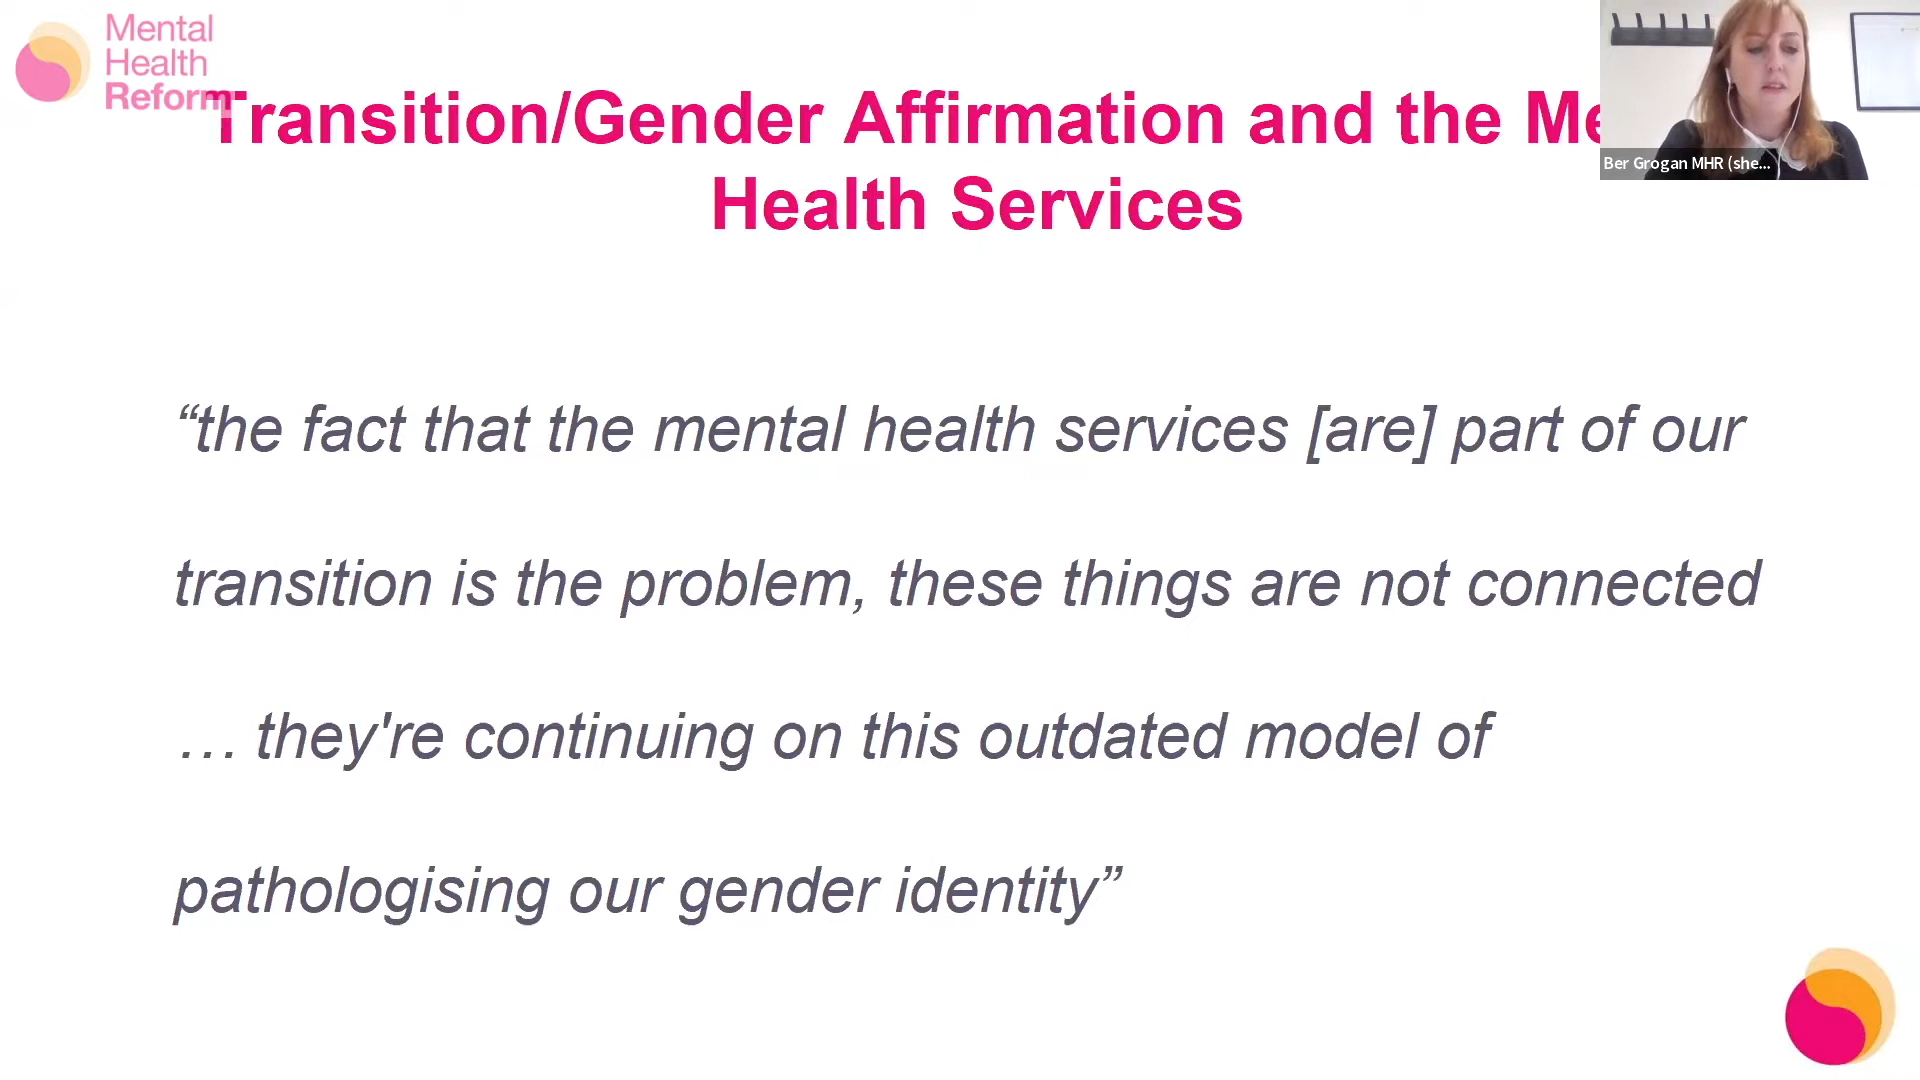 Mental
Health
Reform
Transition/Gender Affirmation and the Me
Health Services
Ber Grogan MHR (she...
“the fact that the mental health services [are] part of our
transition is the problem, these things are not connected
… they're continuing on this outdated model of
pathologising our gender identity”